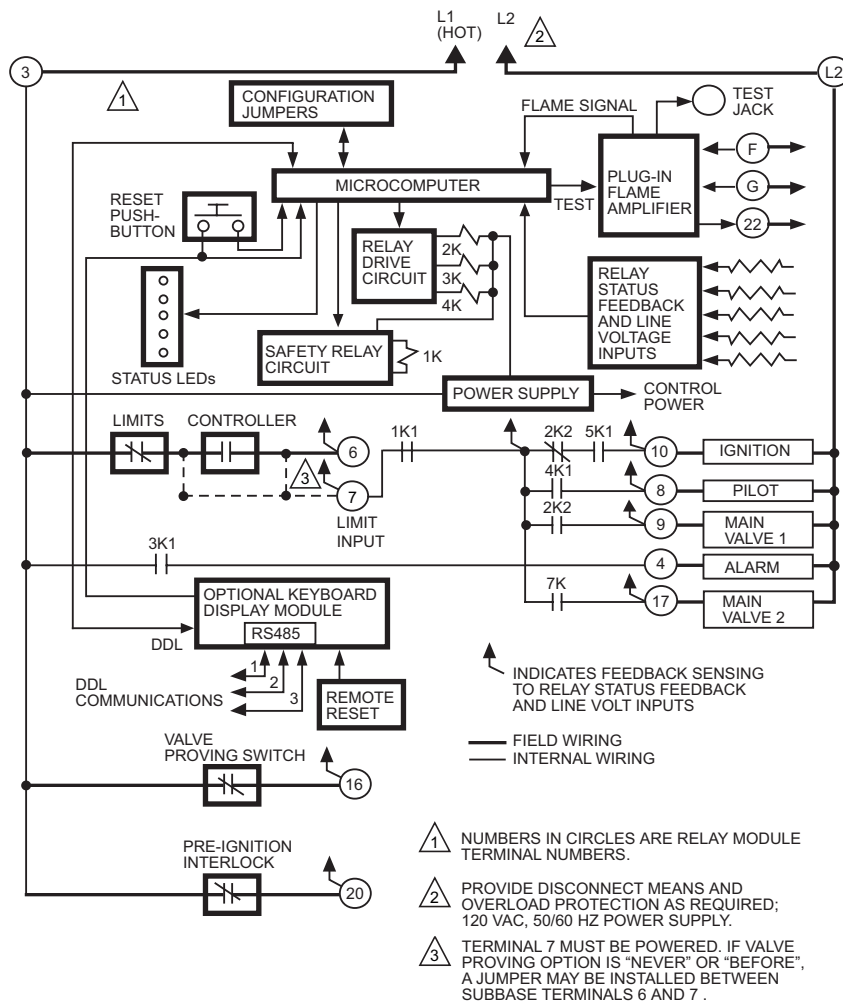 L1
(HOT)
L2
2
3
L2
1
CONFIGURATION
JUMPERS
FLAME SIGNAL
TEST
JACK
MICROCOMPUTER
TEST
PLUG-IN
FLAME
AMPLIFIER
F
G
22
RESET
PUSH-
BUTTON
RELAY
DRIVE
CIRCUIT
2K
3K
4K
RELAY
STATUS
FEEDBACK
AND LINE
VOLTAGE
INPUTS
STATUS LEDs
SAFETY RELAY
CIRCUIT
1K
POWER SUPPLY
CONTROL
POWER
LIMITS
CONTROLLER
6
1K1
2K2
5K1
10
IGNITION
3
7
LIMIT
INPUT
4K1
8
PILOT
2K2
9
MAIN
VALVE 1
3K1
4
ALARM
7K
17
MAIN
VALVE 2
OPTIONAL KEYBOARD
DISPLAY MODULE
RS485
DDL
1
2
3
DDL
COMMUNICATIONS
REMOTE
RESET
INDICATES FEEDBACK SENSING
TO RELAY STATUS FEEDBACK
AND LINE VOLT INPUTS
FIELD WIRING
INTERNAL WIRING
VALVE
PROVING SWITCH
16
PRE-IGNITION
INTERLOCK
20
1
NUMBERS IN CIRCLES ARE RELAY MODULE
TERMINAL NUMBERS.
2
PROVIDE DISCONNECT MEANS AND
OVERLOAD PROTECTION AS REQUIRED;
120 VAC, 50/60 HZ POWER SUPPLY.
3
TERMINAL 7 MUST BE POWERED. IF VALVE
PROVING OPTION IS “NEVER” OR “BEFORE”,
A JUMPER MAY BE INSTALLED BETWEEN
SUBBASE TERMINALS 6 AND 7 .